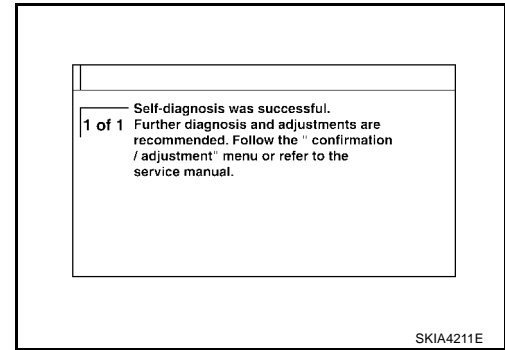 Self-diagnosis was successful.
1 of 1 Further diagnosis and adjustments are
recommended. Follow the " confirmation
/ adjustment" menu or refer to the
service manual.
SKIA4211E